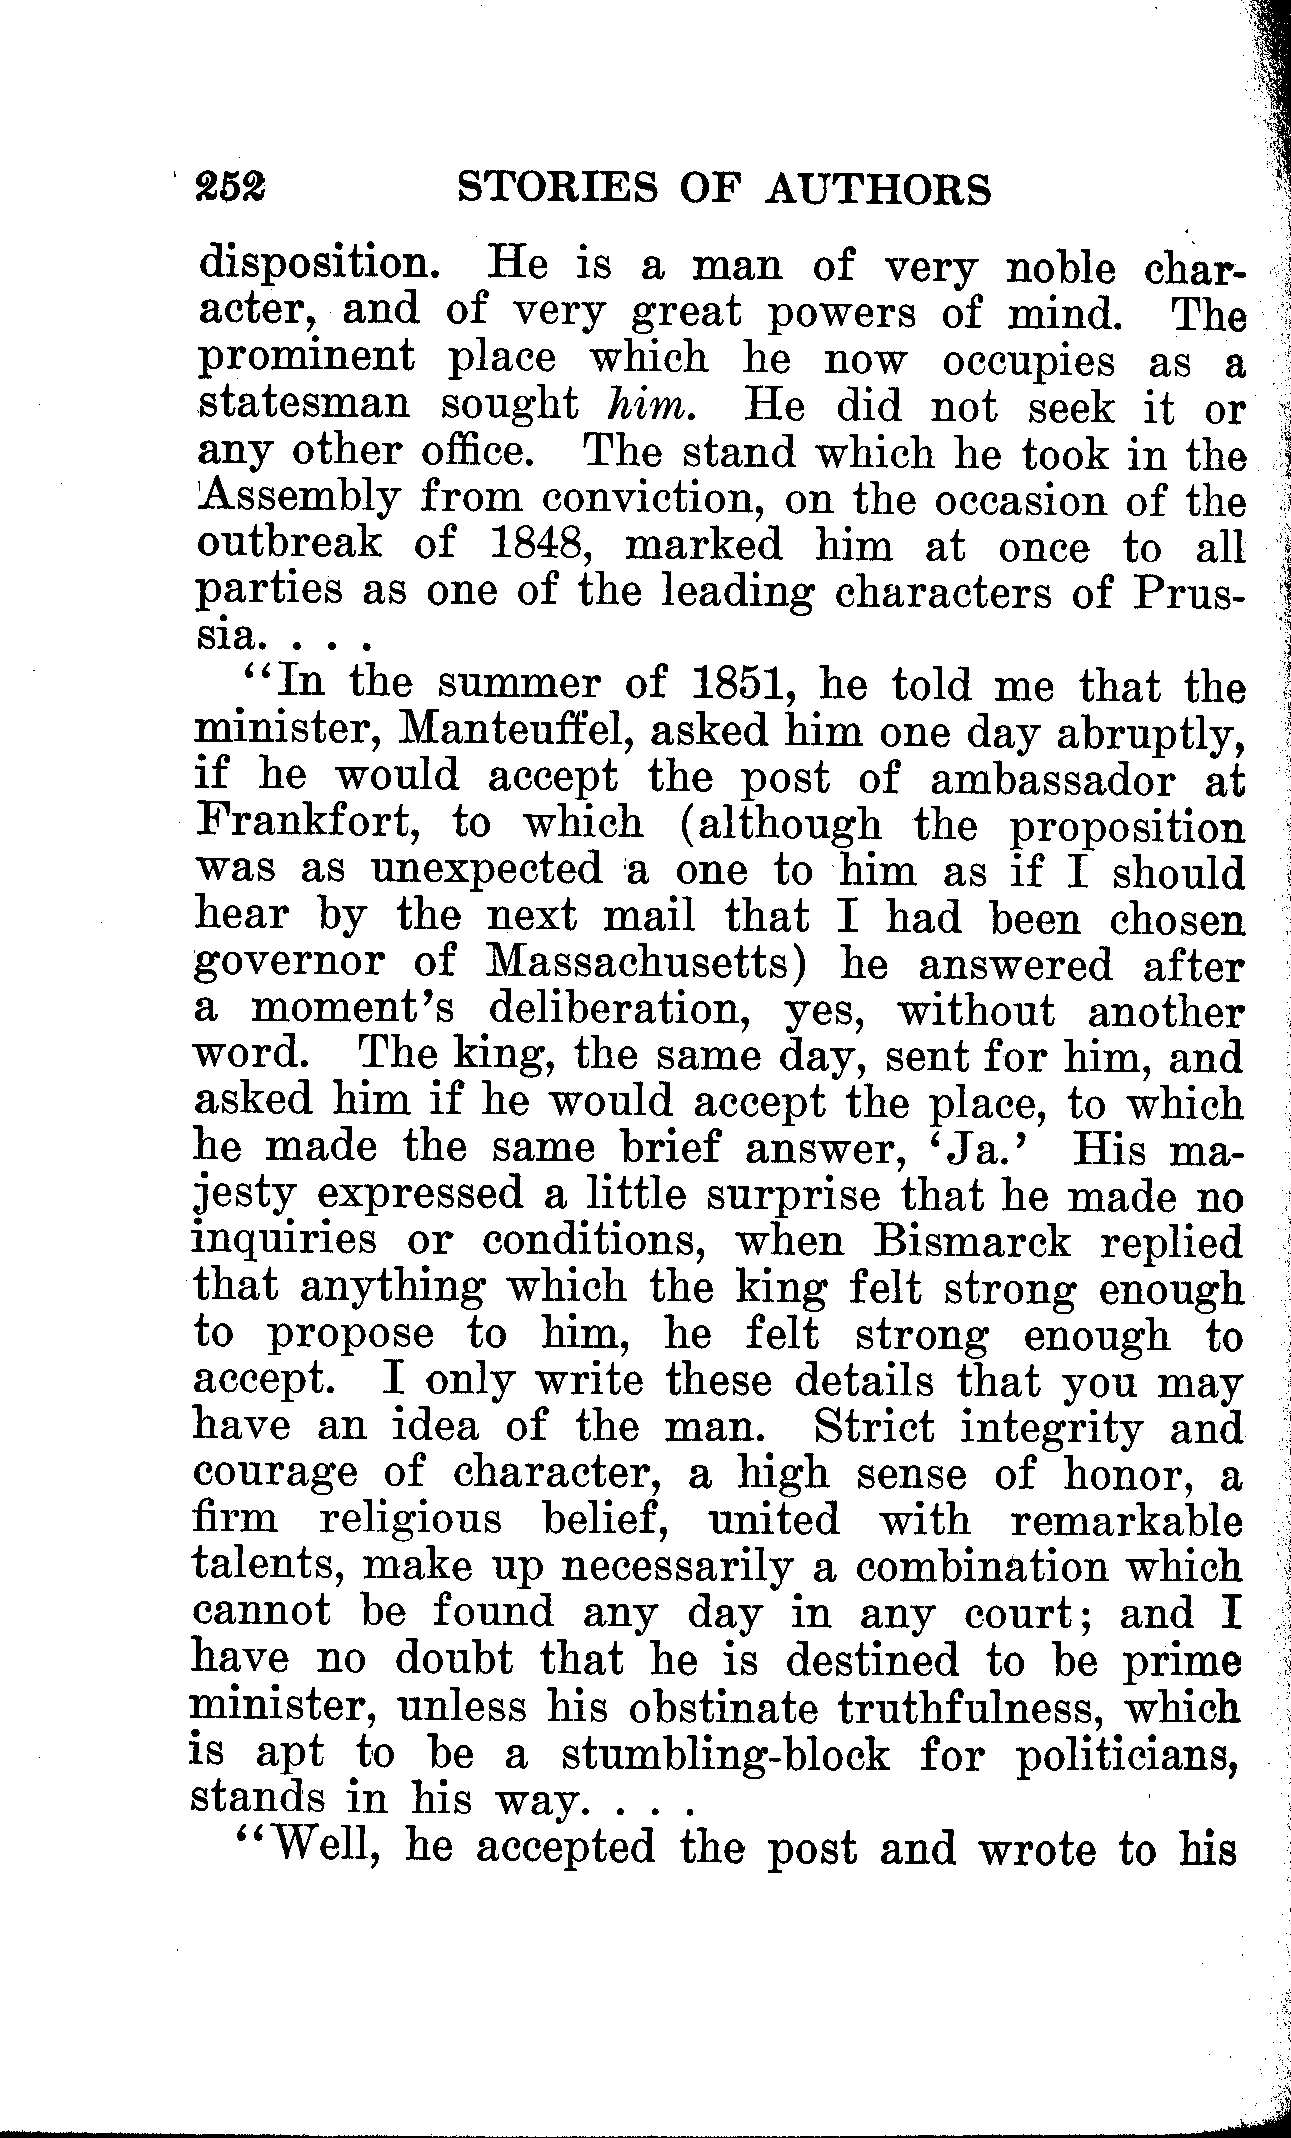 252 STORIES OF AUTHORS
disposition. He is a man of very noble char-
acter, and of very great powers of mind. The
prominent place which he now occupies as a
statesman sought him. He did not seek it or
any other office. The stand which he took in the
Assembly from conviction, on the occasion of the
outbreak of 1848, marked him at once to all
parties as one of the leading characters of Prus-
sia. . . .
"In the summer of 1851, he told me that the
minister, Manteuffel, asked him one day abruptly,
if he would accept the post of ambassador at
Frankfort, to which (although the proposition
was as unexpected a one to him as if I should
hear by the next mail that I had been chosen
governor of Massachusetts) he answered after
a moment's deliberation, yes, without another
word. The king, the same day, sent for him, and
asked him if he would accept the place, to which
he made the same brief answer, 'Ja.' His ma-
jesty expressed a little surprise that he made no
inquiries or conditions, when Bismarck replied
that anything which the king felt strong enough
to propose to him, he felt strong enough to
accept. I only write these details that you may
have an idea of the man. Strict integrity and
courage of character, a high sense of honor, a
firm religious belief, united with remarkable
talents, make up necessarily a combination which
cannot be found any day in any court; and I
have no doubt that he is destined to be prime
minister, unless his obstinate truthfulness, which
is apt to be a stumbling-block for politicians,
stands in his way. . . .
"Well, he accepted the post and wrote to his